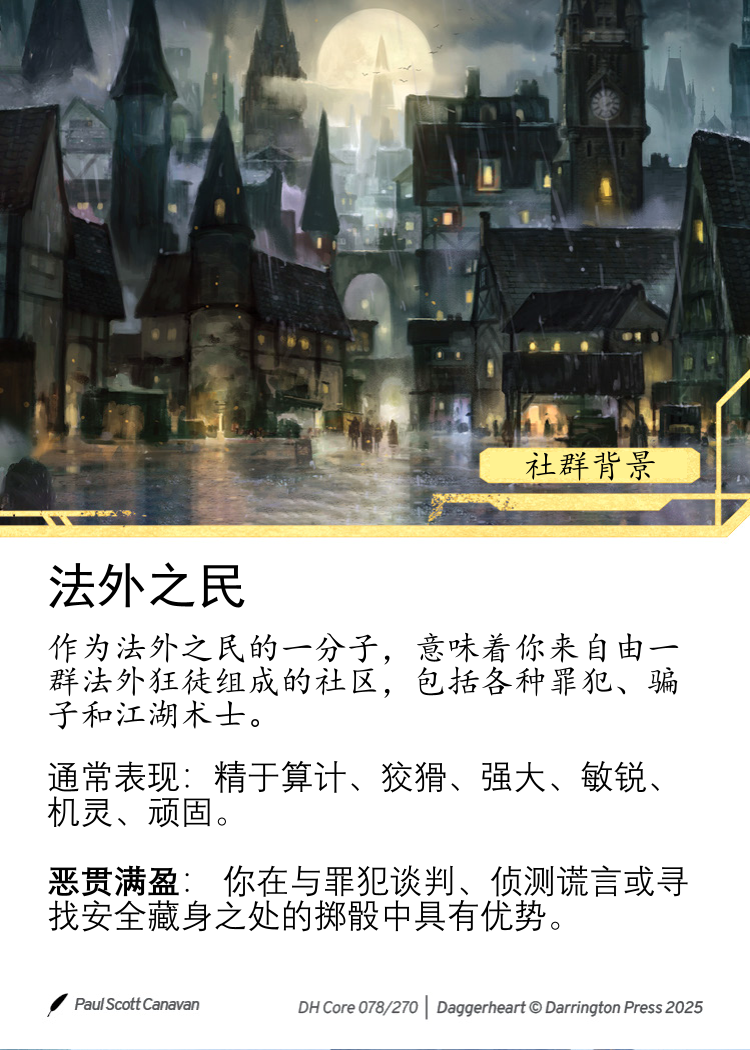 社群背景
法外之民
作为法外之民的一分子，意味着你来自由一
群法外狂徒组成的社区，包括各种罪犯、骗
子和江湖术士。
通常表现：精于算计、狡猾、强大、敏锐、
机灵、顽固。
恶贯满盈： 你在与罪犯谈判、侦测谎言或寻
找安全藏身之处的掷骰中具有优势。
Paul Scott Canavan
DH Core 078/270 | Daggerheart © Darrington Press 2025